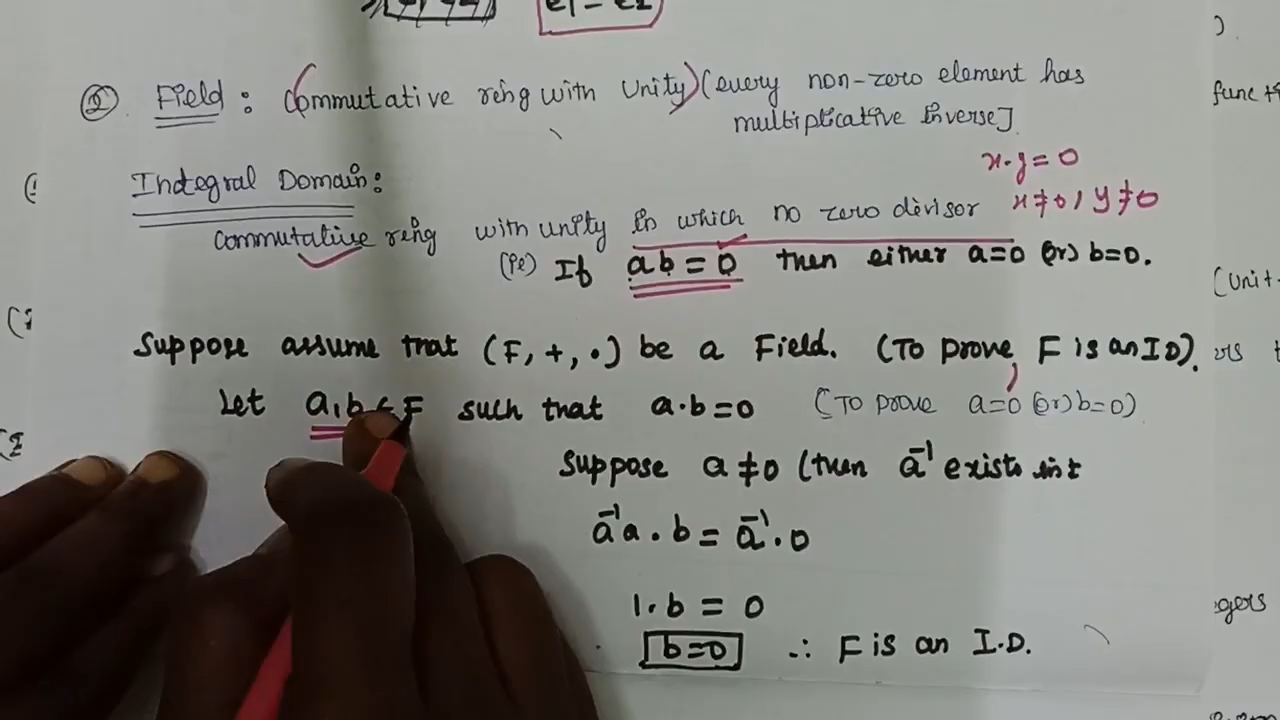 e1 = e2
② Field: (Commutative ring with Unity) (every non-zero element has
multiplicative Inverse]
x.y=0
Integral Domain:
x≠0, y≠0
commutative ring with unity in which no zero divisor
(ie) If ab=0 then either a=0 (or) b=0.
Suppose assume that (F, +, •) be a Field. (To prove F is an ID).
Let a, b ∈ F such that a.b=0 (To prove a=0 (or) b=0)
Suppose a≠0 (then a⁻¹ exists
a⁻¹a . b = a⁻¹ . 0
1. b = 0
b=0 ∴ F is an I.D.